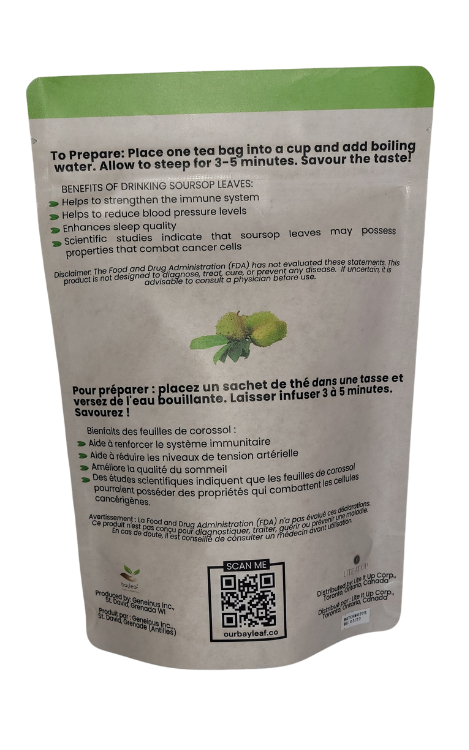 To Prepare: Place one tea bag into a cup and add boiling
water. Allow to steep for 3-5 minutes. Savour the taste!
BENEFITS OF DRINKING SOURSOP LEAVES:
Helps to strengthen the immune system
Helps to reduce blood pressure levels
Enhances sleep quality
Scientific studies indicate that soursop leaves may possess
properties that combat cancer cells
Disclaimer: The Food and Drug Administration (FDA) has not evaluated these statements. This
product is not designed to diagnose, treat, cure, or prevent any disease. If uncertain, it is
advisable to consult a physician before use.
Pour préparer : placez un sachet de thé dans une tasse et
versez de l'eau bouillante. Laisser infuser 3 à 5 minutes.
Savourez !
Bienfaits des feuilles de corossol :
Aide à renforcer le système immunitaire
Aide à réduire les niveaux de tension artérielle
Améliore la qualité du sommeil
Des études scientifiques indiquent que les feuilles de corossol
pourraient posséder des propriétés qui combattent les cellules
cancérigènes.
Avertissement : La Food and Drug Administration (FDA) n'a pas évalué ces déclarations.
Ce produit n'est pas conçu pour diagnostiquer, traiter, guérir ou prévenir une maladie.
En cas de doute, il est conseillé de consulter un médecin avant utilisation.
SCAN ME
ourbayleaf.co
Produced by: Geneinus Inc.,
St. David, Grenada WI
Produit par : Geneinus Inc.,
St. David, Grenade (Antilles)
Distributed by Lite It Up Corp.,
Toronto, Ontario, Canada
Distribué par : Lite It Up Corp.,
Toronto, Ontario, Canada